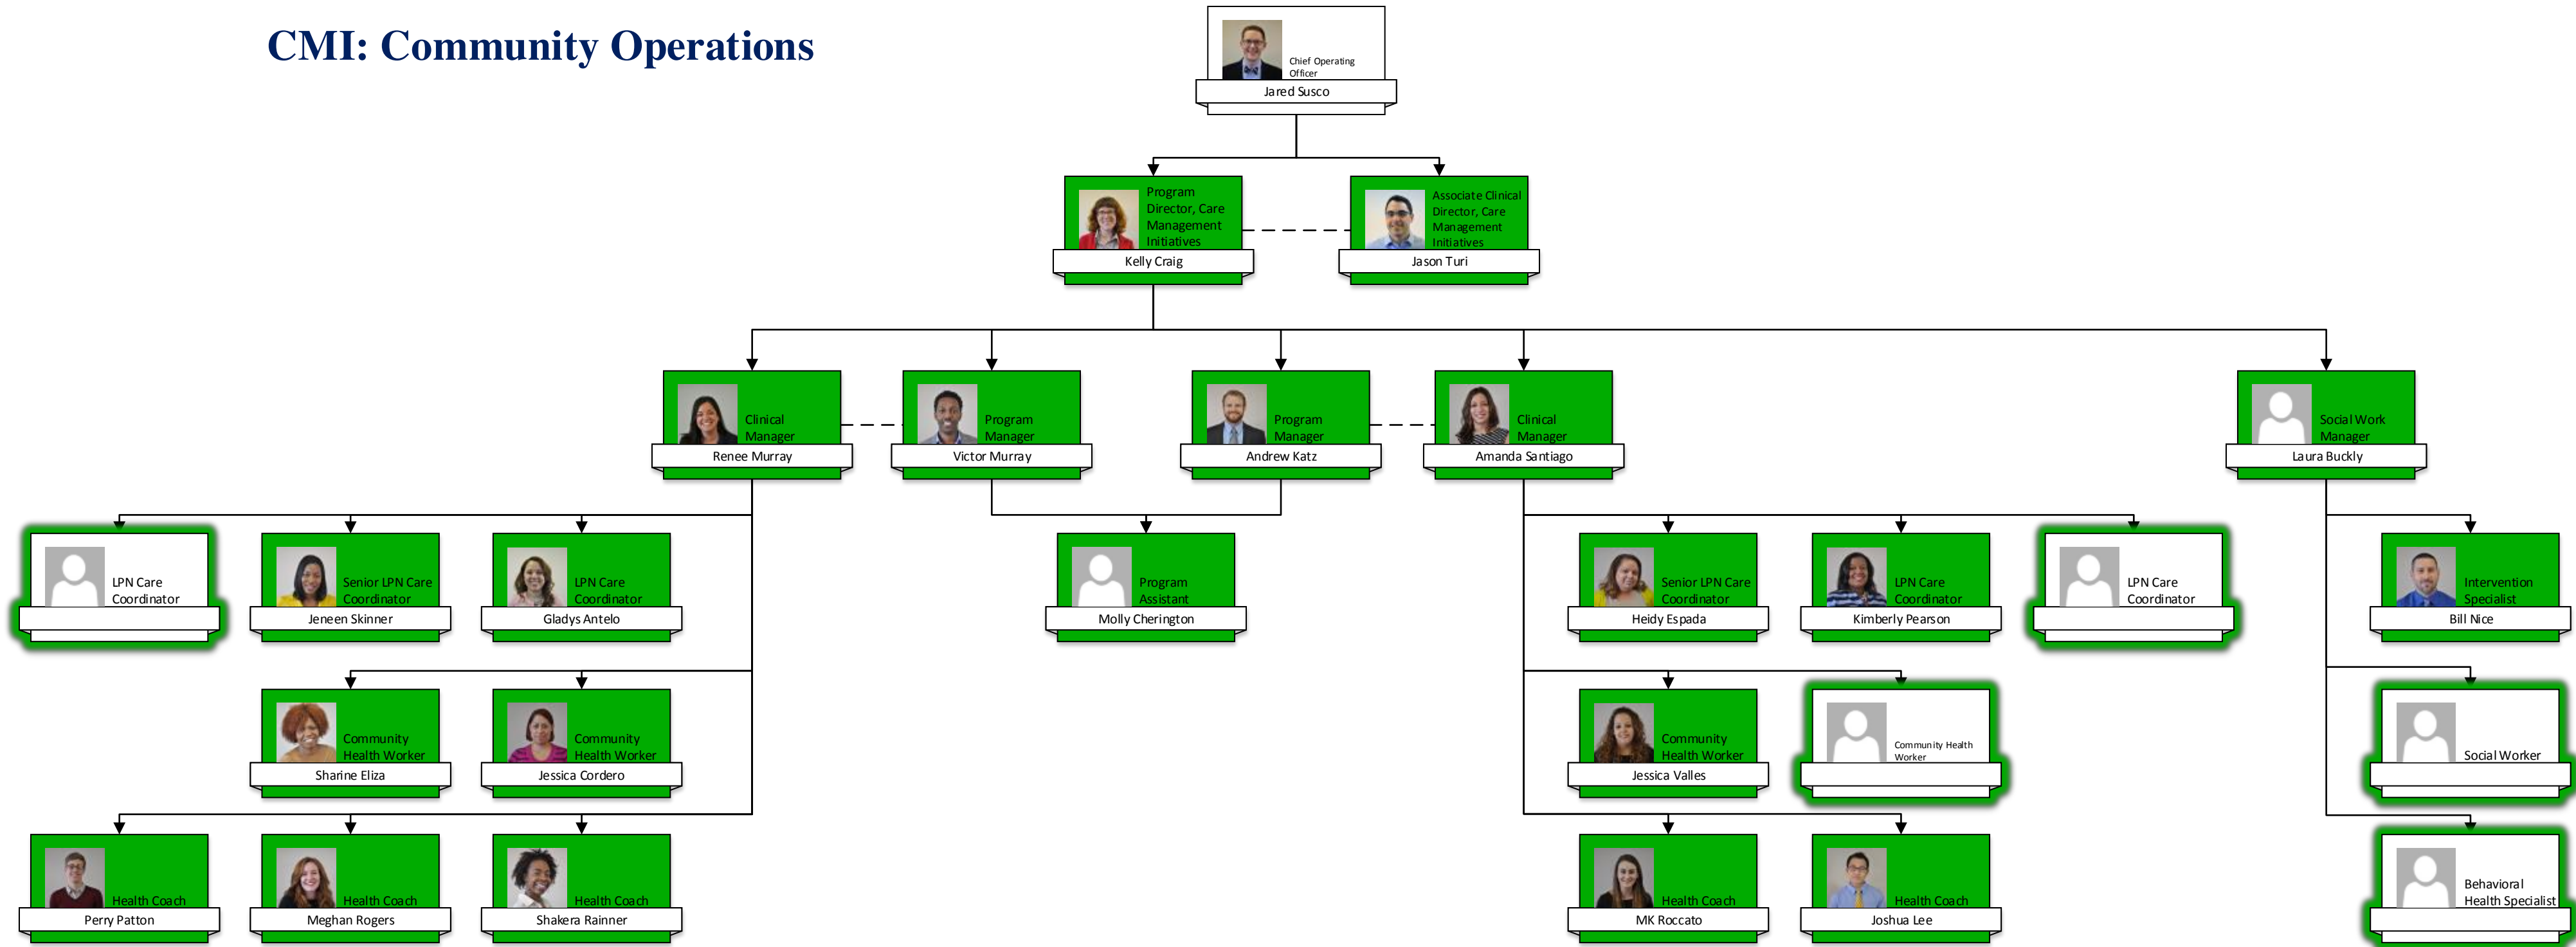 CMI: Community Operations
Chief Operating
Officer
Jared Susco
Program
Director, Care
Management
Initiatives
Kelly Craig
Associate Clinical
Director, Care
Management
Initiatives
Jason Turi
Clinical
Manager
Renee Murray
Program
Manager
Victor Murray
Program
Manager
Andrew Katz
Clinical
Manager
Amanda Santiago
Social Work
Manager
Laura Buckly
LPN Care
Coordinator
Senior LPN Care
Coordinator
Jeneen Skinner
LPN Care
Coordinator
Gladys Antelo
Program
Assistant
Molly Cherington
Senior LPN Care
Coordinator
Heidy Espada
LPN Care
Coordinator
Kimberly Pearson
LPN Care
Coordinator
Intervention
Specialist
Bill Nice
Community
Health Worker
Sharine Eliza
Community
Health Worker
Jessica Cordero
Community
Health Worker
Jessica Valles
Community Health
Worker
Social Worker
Health Coach
Perry Patton
Health Coach
Meghan Rogers
Health Coach
Shakera Rainner
Health Coach
MK Roccato
Health Coach
Joshua Lee
Behavioral
Health Specialist